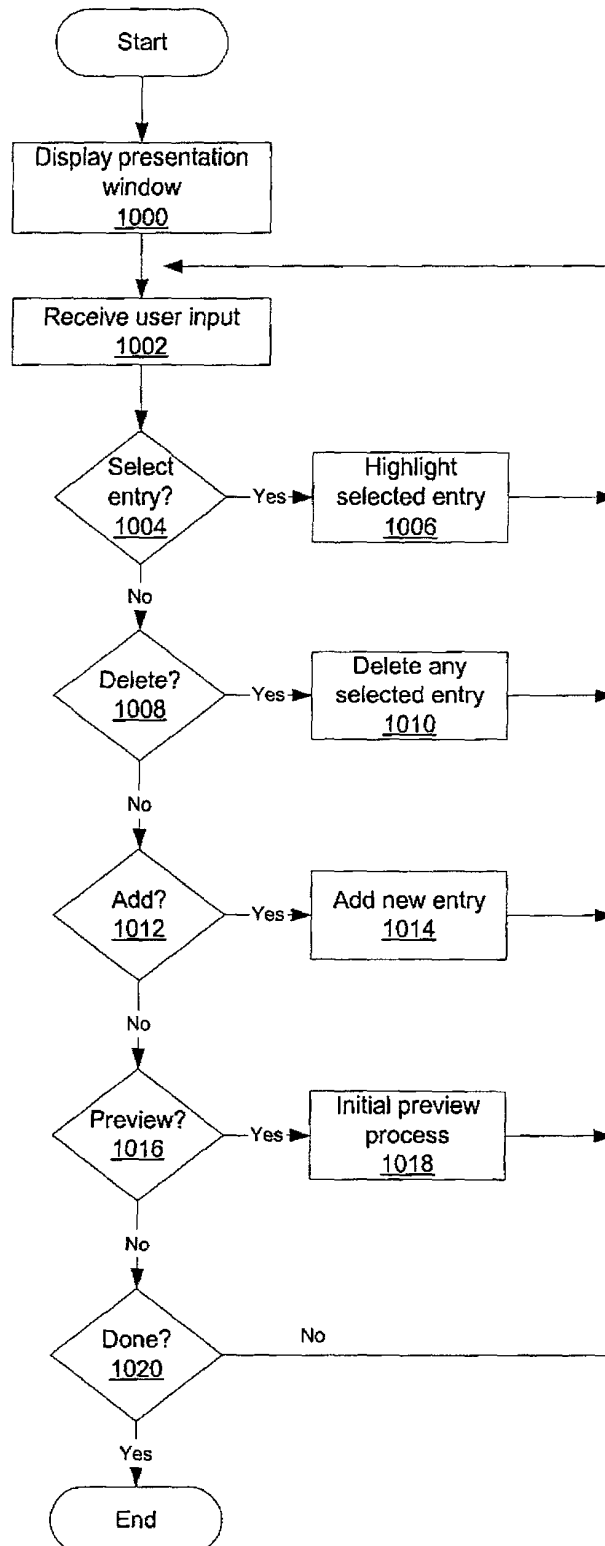 Start
Display presentation
window
1000
Receive user input
1002
Select
entry?
1004
Yes
Highlight
selected entry
1006
No
Delete?
1008
Yes
Delete any
selected entry
1010
No
Add?
1012
Yes
Add new entry
1014
No
Preview?
1016
Yes
Initial preview
process
1018
No
Done?
1020
No
Yes
End